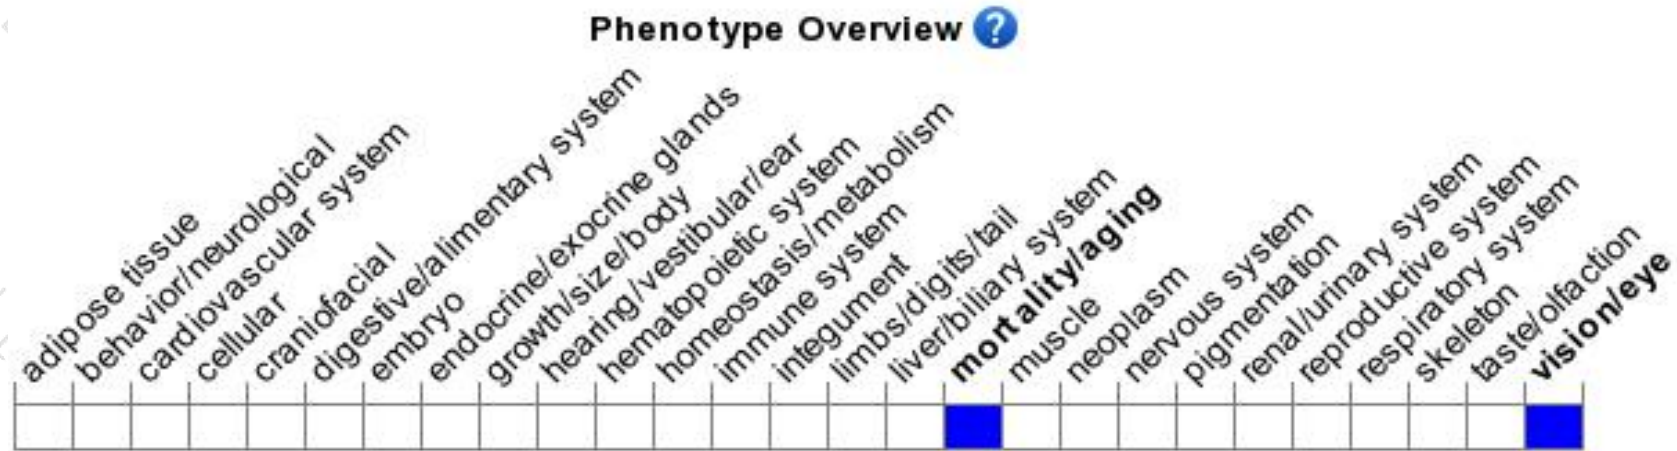 Phenotype Overview ?
adipose tissue
behavior/neurological
cardiovascular system
cellular
craniofacial
digestive/alimentary system
embryo
endocrine/exocrine glands
growth/size/body
hearing/vestibular/ear
hematopoietic system
homeostasis/metabolism
immune system
integument
limbs/digits/tail
liver/biliary system
mortality/aging
muscle
neoplasm
nervous system
pigmentation
renal/urinary system
reproductive system
respiratory system
skeleton
taste/olfaction
vision/eye